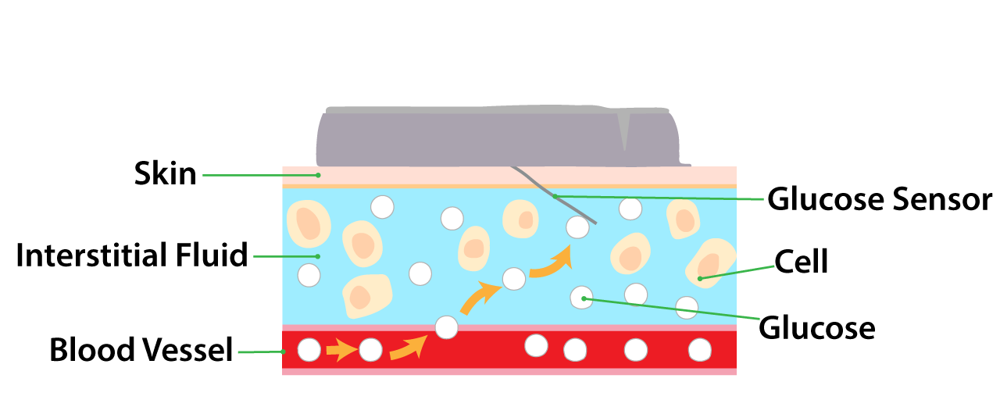 Skin
Glucose Sensor
Interstitial Fluid
Cell
Glucose
Blood Vessel